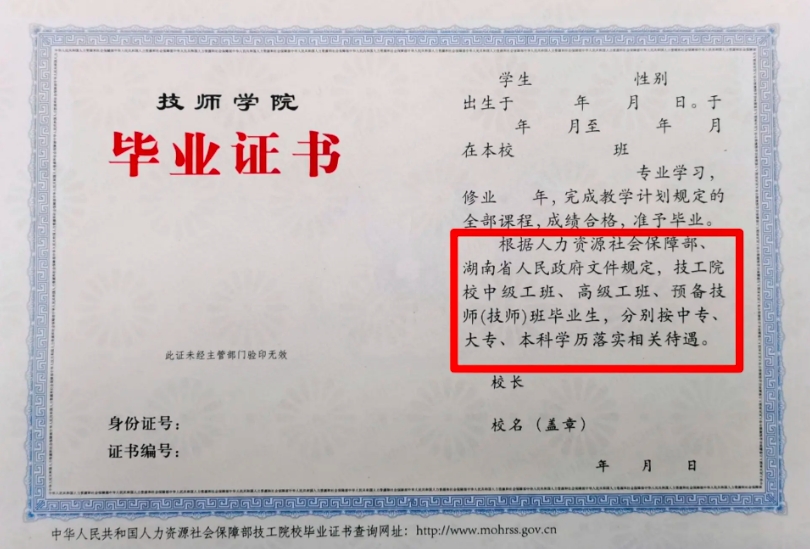 技师学院
毕业证书
此证未经主管部门验印无效
身份证号：
证书编号：
学生 性别
出生于 年 月 日。于
年 月至 年 月
在本校 班
专业学习，
修业 年，完成教学计划规定的
全部课程，成绩合格，准予毕业。
根据人力资源社会保障部、
湖南省人民政府文件规定，技工院
校中级工班、高级工班、预备技
师(技师)班毕业生，分别按中专、
大专、本科学历落实相关待遇。
校长
校名（盖章）
年 月 日
中华人民共和国人力资源社会保障部技工院校毕业证书查询网址：http://www.mohrss.gov.cn